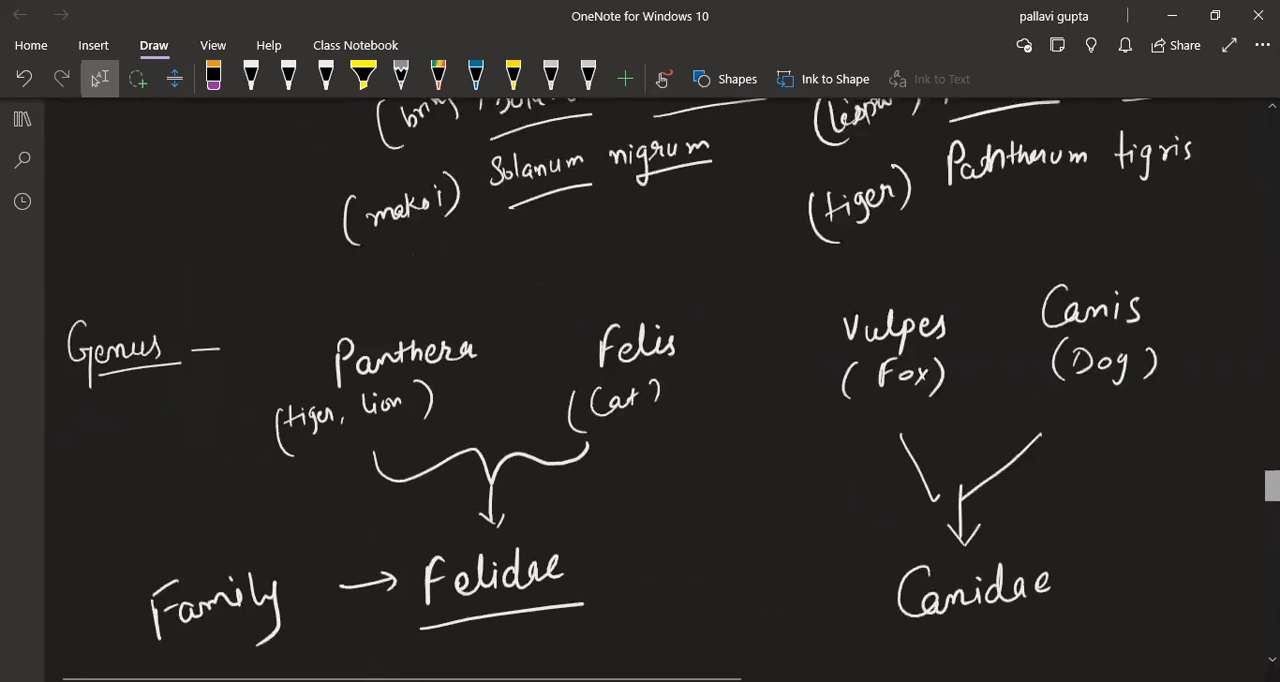 OneNote for Windows 10
pallavi gupta
Home Insert Draw View Help Class Notebook
Share
Shapes Ink to Shape Ink to Text
Solanum nigrum
(makoi)
Pantherum tigris
(tiger)
Genus —
Panthera
(tiger, lion)
Felis
(Cat)
Vulpes
(Fox)
Canis
(Dog)
Family → Felidae
Canidae